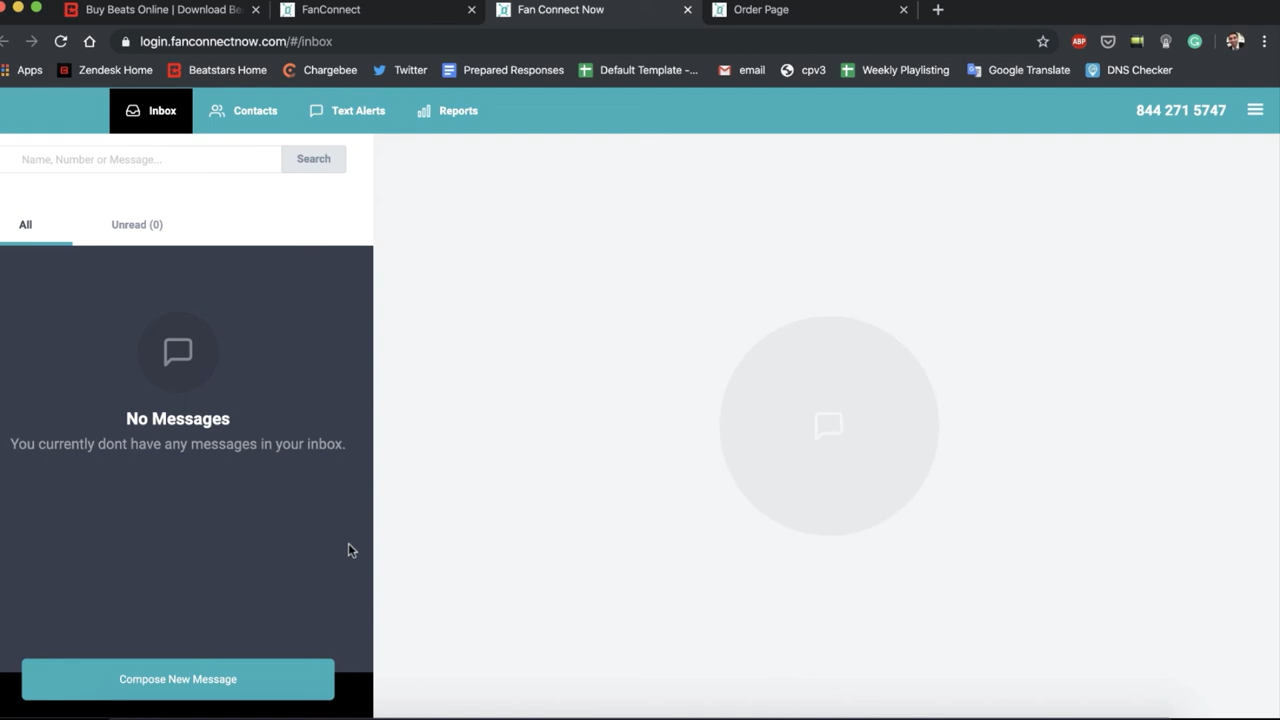 Buy Beats Online | Download Be
FanConnect
Fan Connect Now
Order Page
login.fanconnectnow.com/#/inbox
ABP
Apps
Zendesk Home
Beatstars Home
Chargebee
Twitter
Prepared Responses
Default Template -...
email
cpv3
Weekly Playlisting
Google Translate
DNS Checker
Inbox
Contacts
Text Alerts
Reports
844 271 5747
Name, Number or Message...
Search
All
Unread (0)
No Messages
You currently dont have any messages in your inbox.
Compose New Message